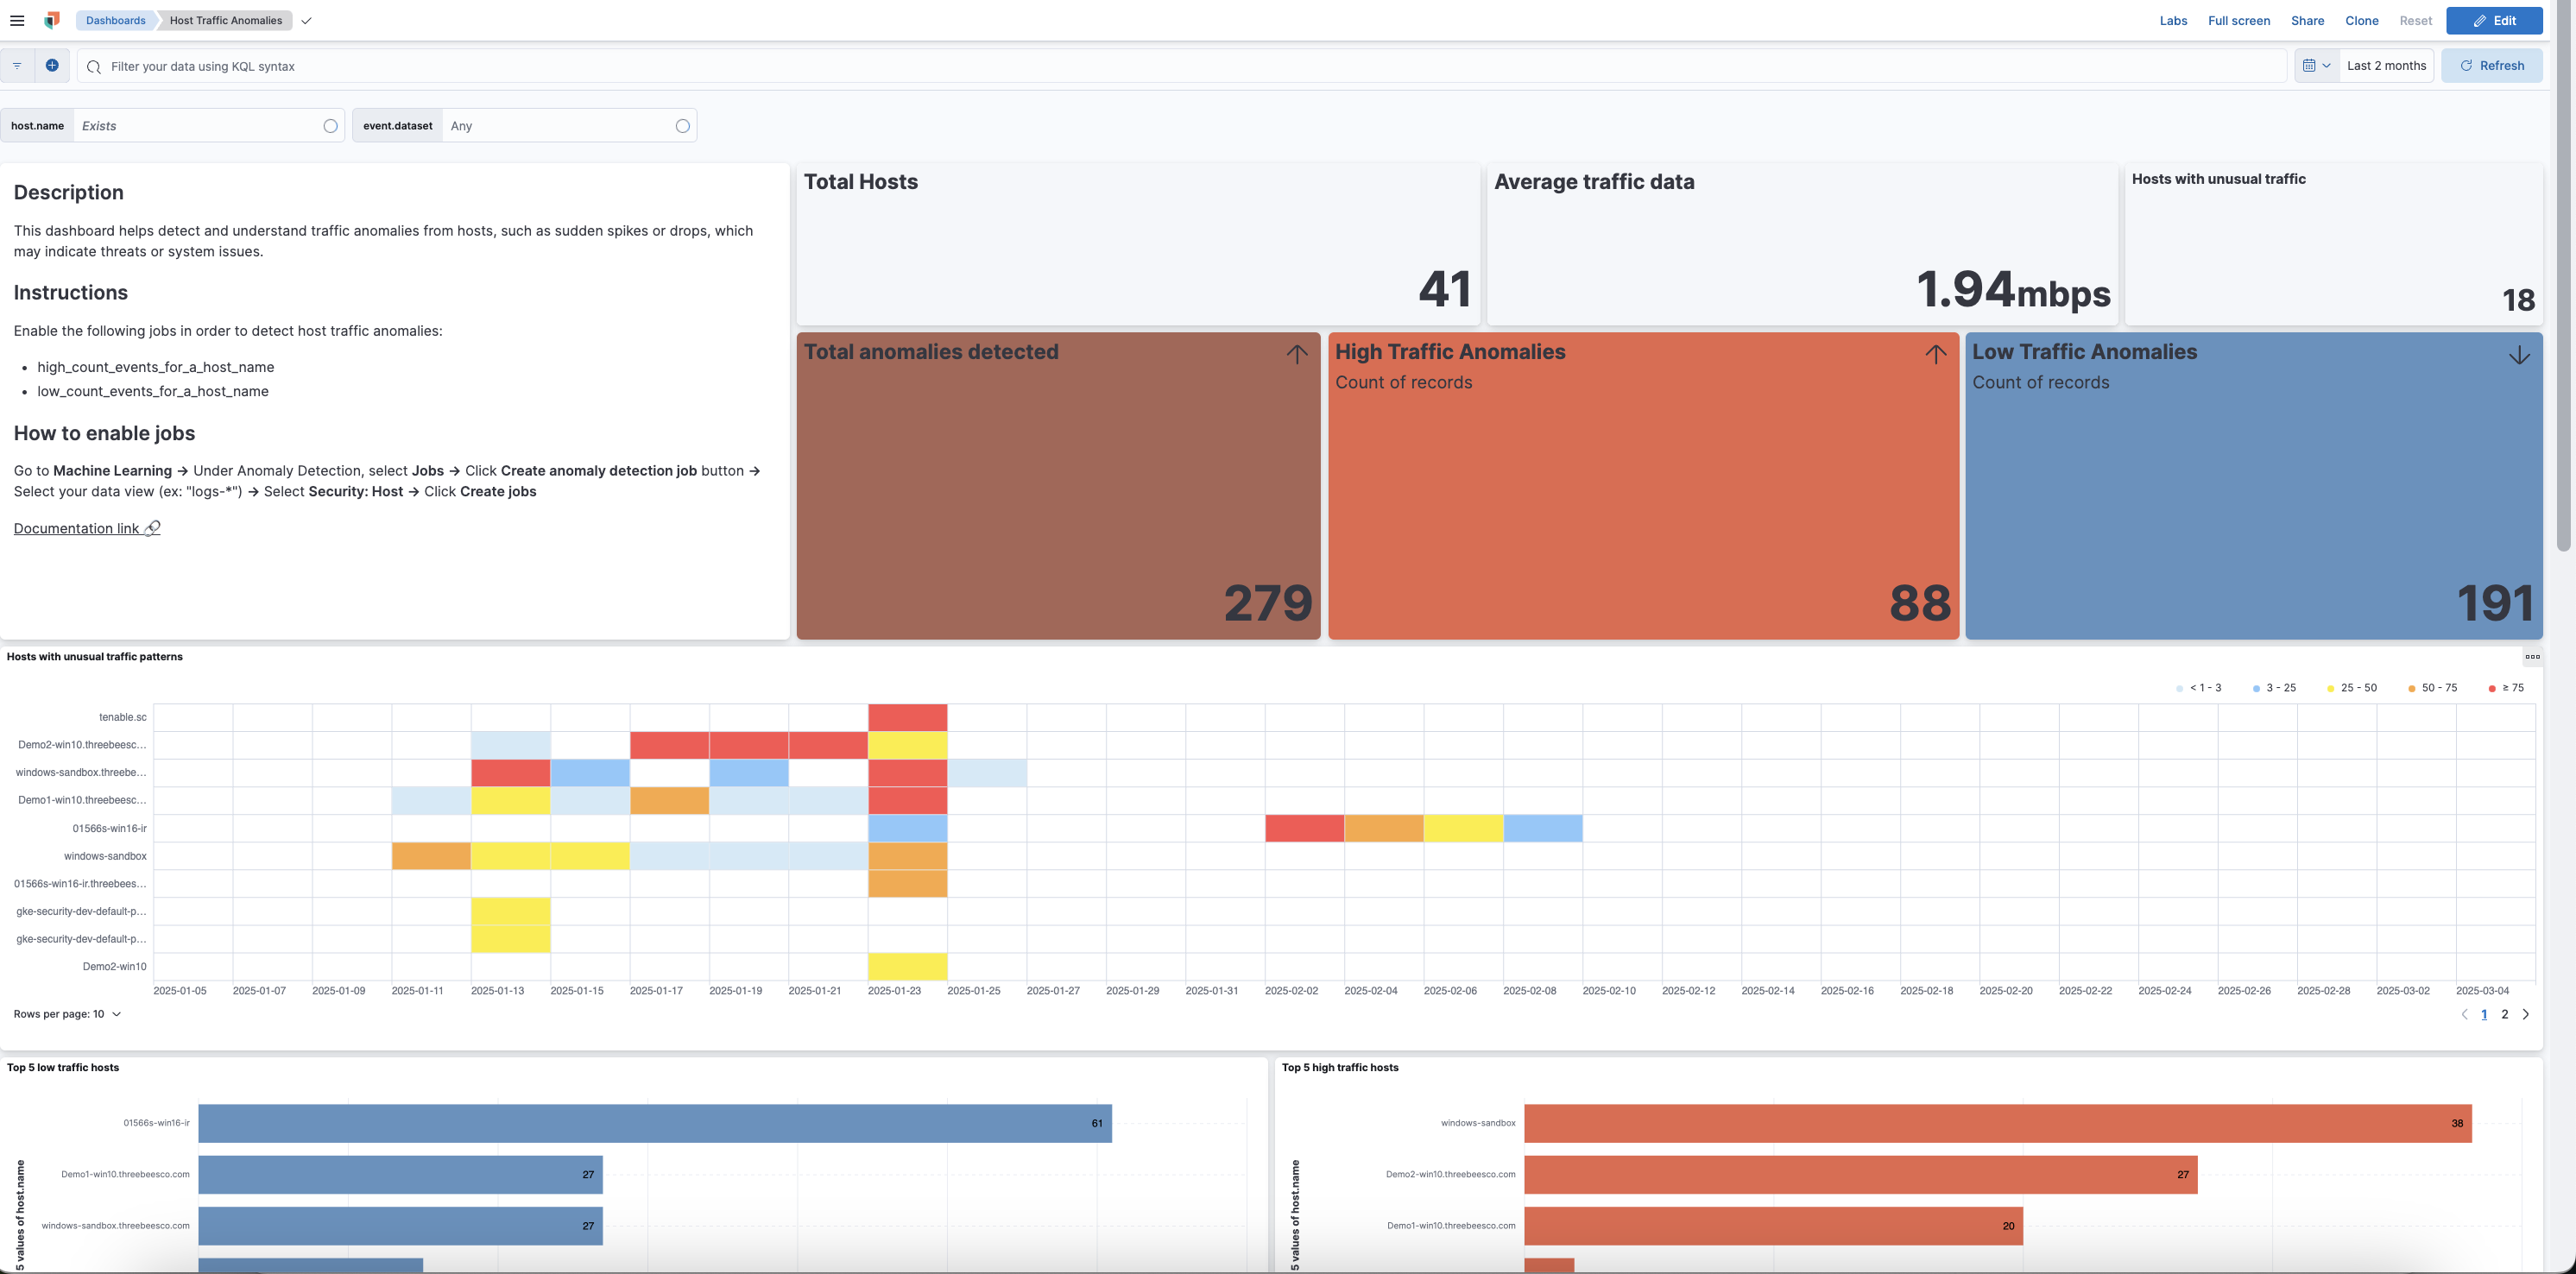 Dashboards
Host Traffic Anomalies
Labs
Full screen
Share
Clone
Reset
Edit
Filter your data using KQL syntax
Last 2 months
Refresh
host.name
Exists
event.dataset
Any
Description
This dashboard helps detect and understand traffic anomalies from hosts, such as sudden spikes or drops, which
may indicate threats or system issues.
Instructions
Enable the following jobs in order to detect host traffic anomalies:
• high_count_events_for_a_host_name
• low_count_events_for_a_host_name
How to enable jobs
Go to Machine Learning → Under Anomaly Detection, select Jobs → Click Create anomaly detection job button →
Select your data view (ex: "logs-*") → Select Security: Host → Click Create jobs
Documentation link
Total Hosts
41
Average traffic data
1.94mbps
Hosts with unusual traffic
18
Total anomalies detected
279
High Traffic Anomalies
Count of records
88
Low Traffic Anomalies
Count of records
191
Hosts with unusual traffic patterns
< 1 - 3
3 - 25
25 - 50
50 - 75
≥ 75
tenable.sc
Demo2-win10.threebeesc...
windows-sandbox.threebe...
Demo1-win10.threebeesc...
01566s-win16-ir
windows-sandbox
01566s-win16-ir.threebees...
gke-security-dev-default-p...
gke-security-dev-default-p...
Demo2-win10
2025-01-05
2025-01-07
2025-01-09
2025-01-11
2025-01-13
2025-01-15
2025-01-17
2025-01-19
2025-01-21
2025-01-23
2025-01-25
2025-01-27
2025-01-29
2025-01-31
2025-02-02
2025-02-04
2025-02-06
2025-02-08
2025-02-10
2025-02-12
2025-02-14
2025-02-16
2025-02-18
2025-02-20
2025-02-22
2025-02-24
2025-02-26
2025-02-28
2025-03-02
2025-03-04
Rows per page: 10
1
2
Top 5 low traffic hosts
5 values of host.name
01566s-win16-ir
61
Demo1-win10.threebeesco.com
27
windows-sandbox.threebeesco.com
27
Top 5 high traffic hosts
5 values of host.name
windows-sandbox
38
Demo2-win10.threebeesco.com
27
Demo1-win10.threebeesco.com
20